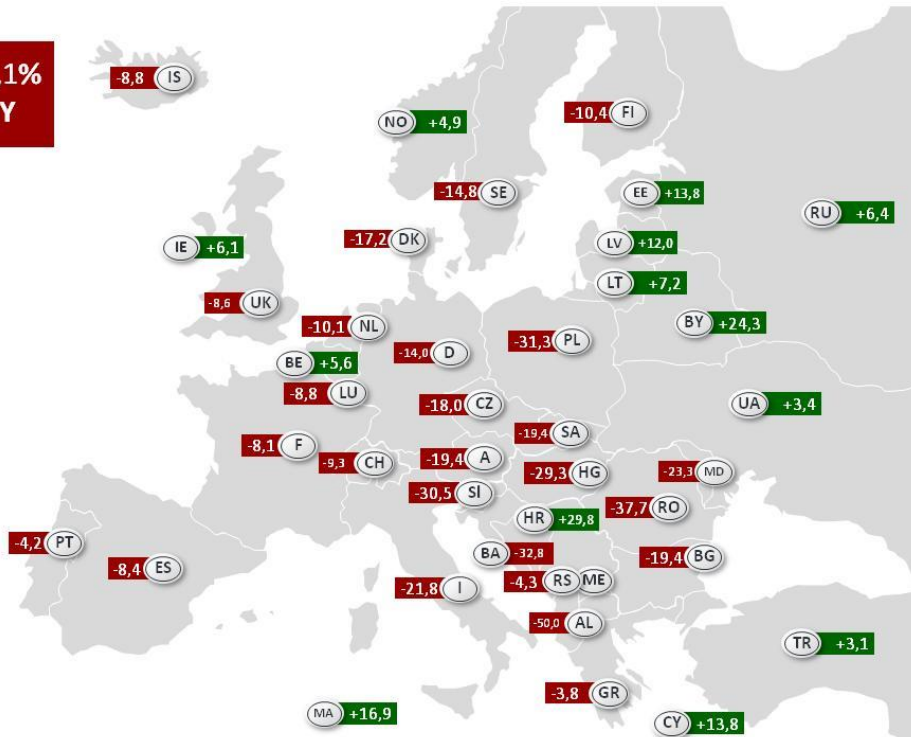 ,1%
Y
-8,8 IS
NO +4,9
-10,4 FI
-14,8 SE
EE +13,8
RU +6,4
IE +6,1
-17,2 DK
LV +12,0
LT +7,2
-8,6 UK
-10,1 NL
BY +24,3
-31,3 PL
-14,0 D
BE +5,6
-8,8 LU
-18,0 CZ
UA +3,4
-19,4 SA
-8,1 F
-9,3 CH
-19,4 A
-29,3 HG
-23,3 MD
-30,5 SI
-37,7 RO
HR +29,8
-4,2 PT
BA -32,8
-19,4 BG
-8,4 ES
-21,8 I
-4,3 RS ME
-50,0 AL
TR +3,1
-3,8 GR
MA +16,9
CY +13,8